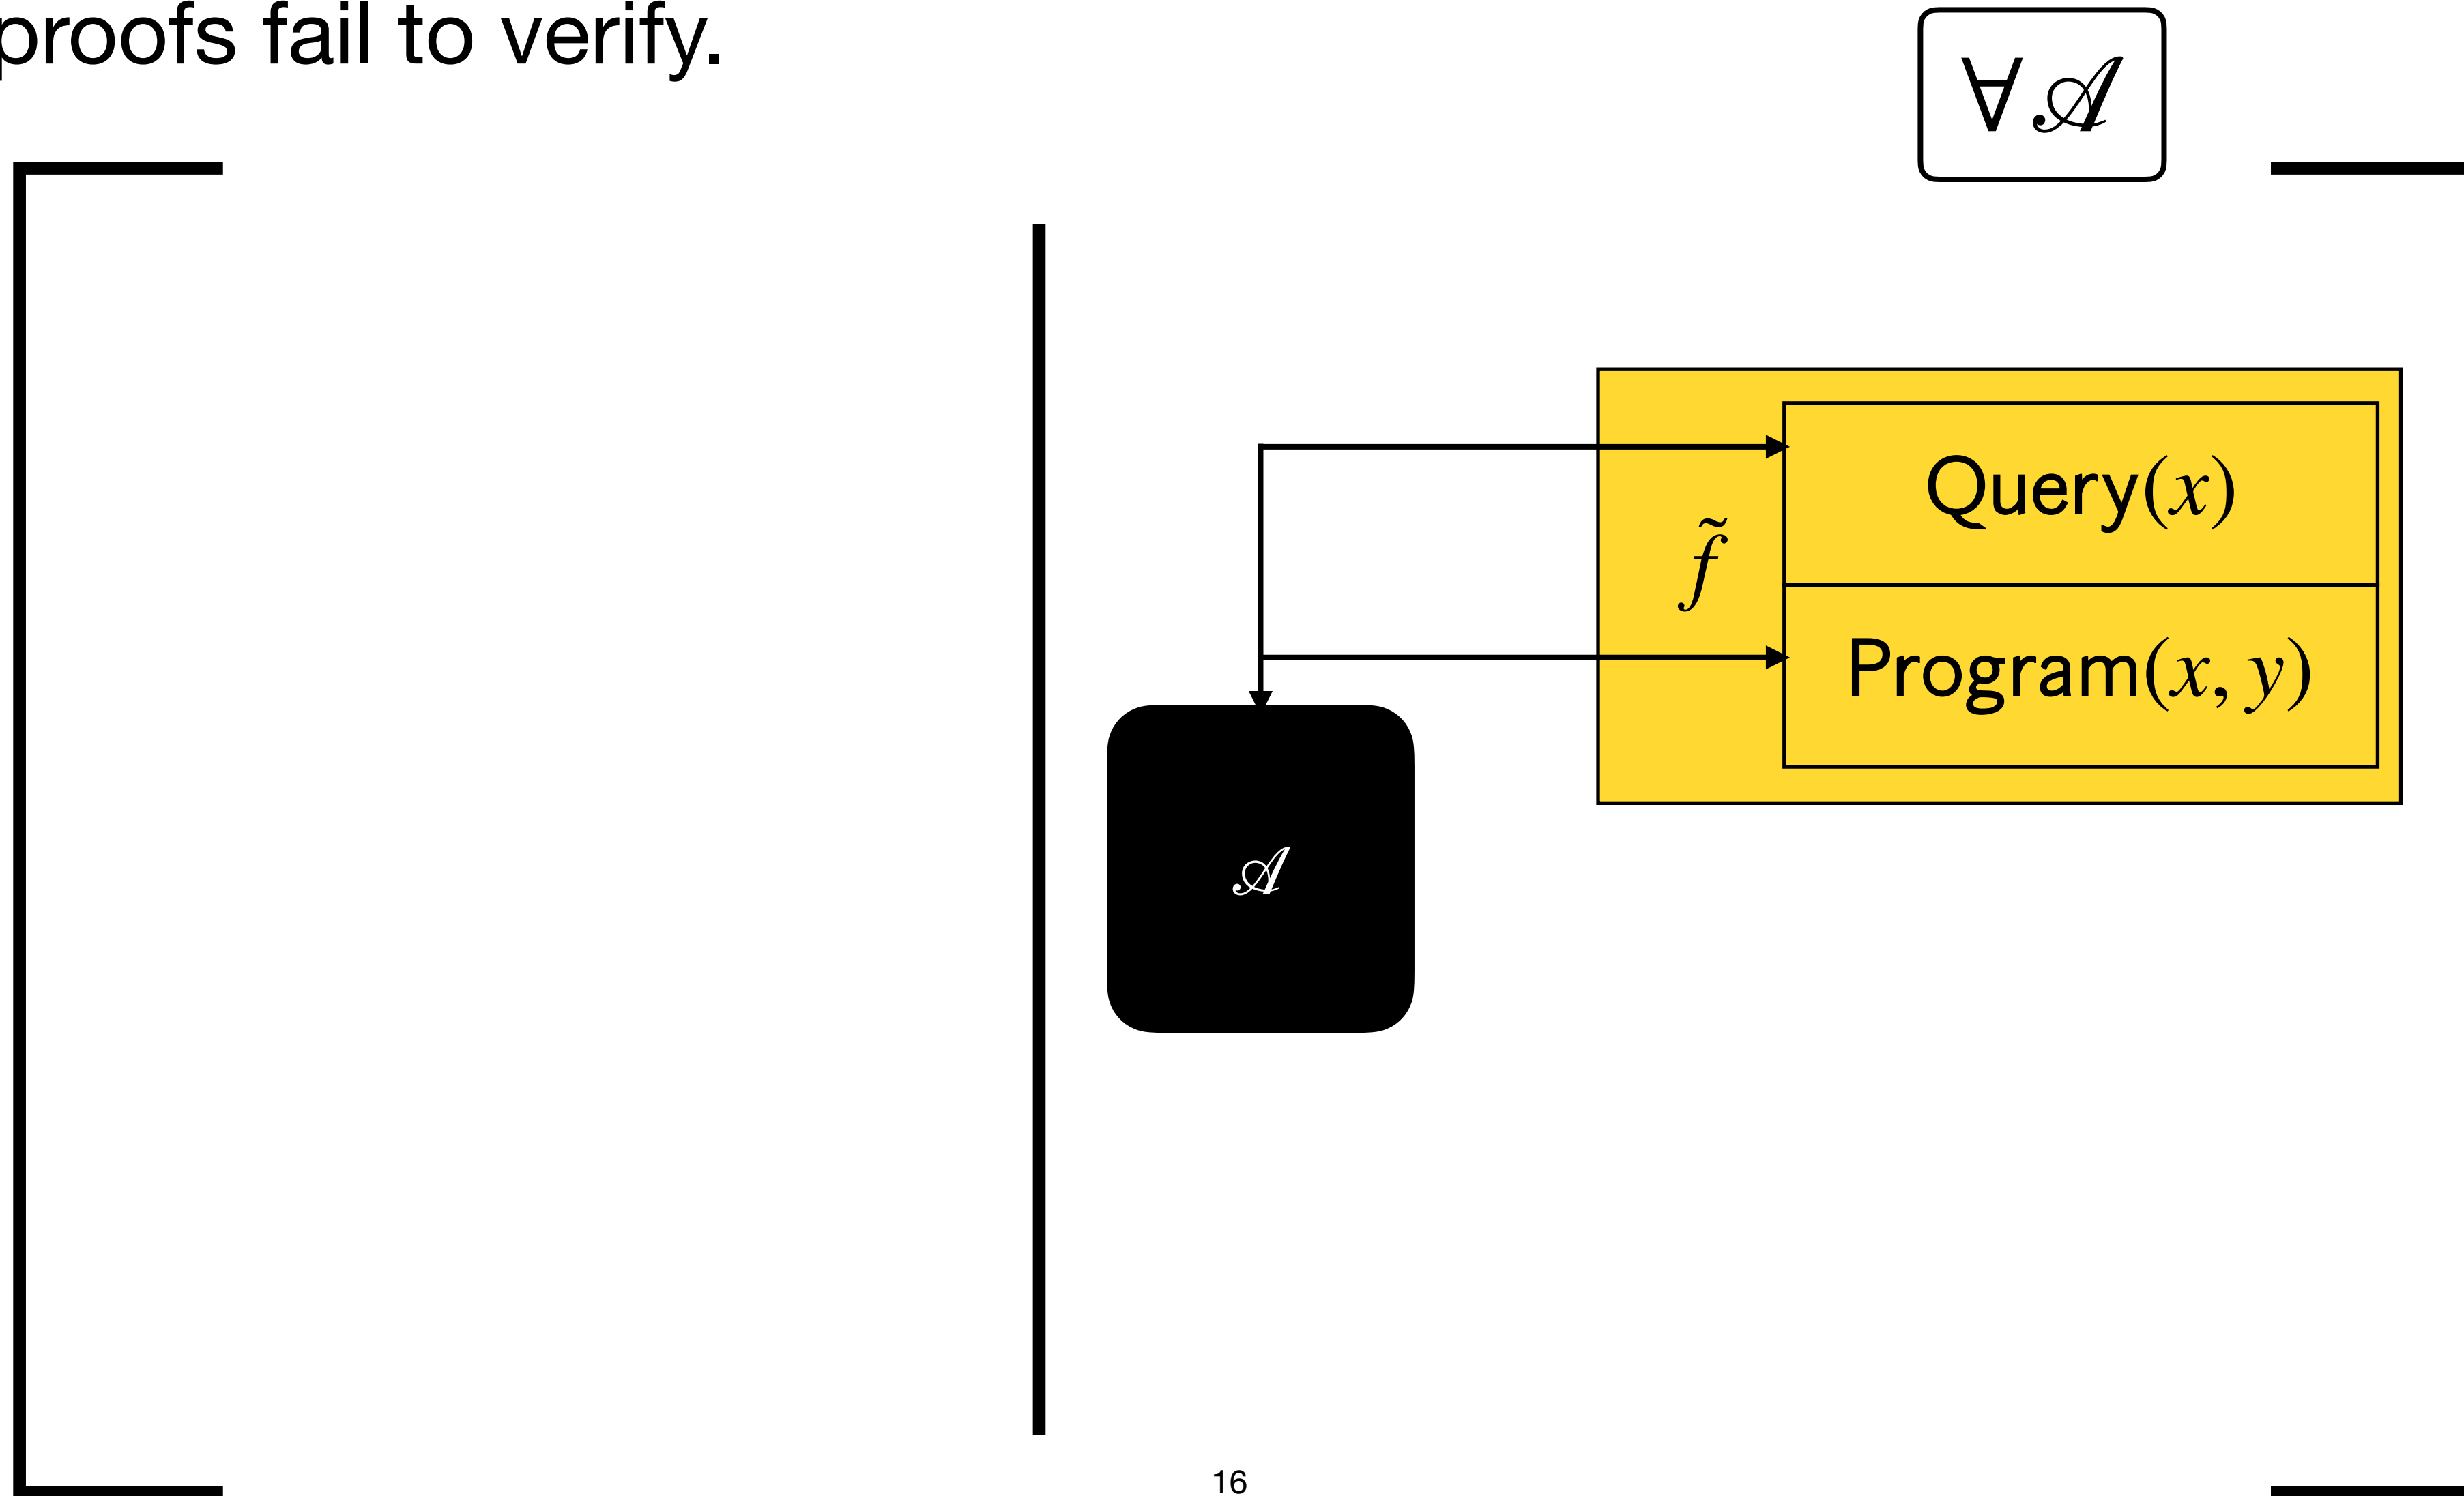 proofs fail to verify.
∀𝒜
Query(x)
f̃
Program(x, y)
𝒜
16